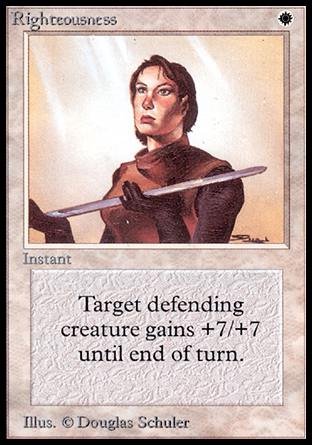 Righteousness
Instant
Target defending
creature gains +7/+7
until end of turn.
Illus. © Douglas Schuler